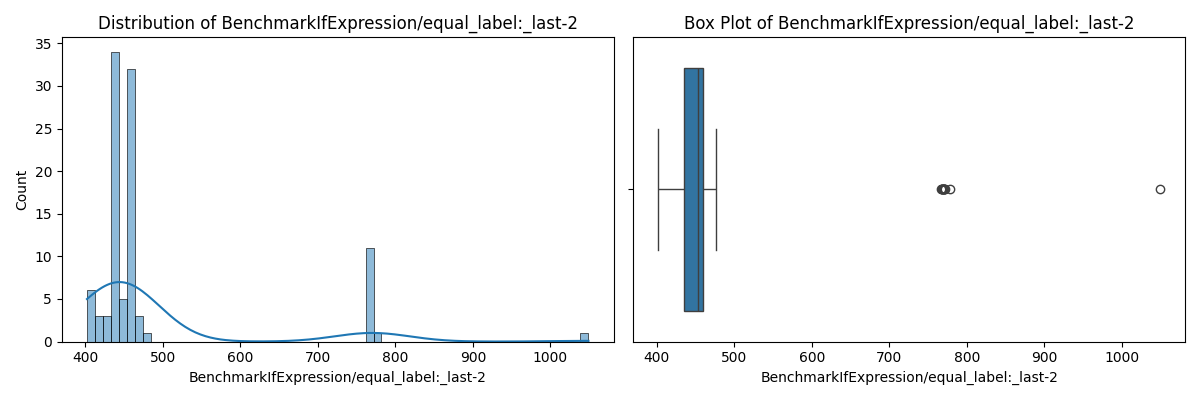 Distribution of BenchmarkIfExpression/equal_label:_last-2
Count
35
30
25
20
15
10
5
0
400 500 600 700 800 900 1000
BenchmarkIfExpression/equal_label:_last-2
Box Plot of BenchmarkIfExpression/equal_label:_last-2
400 500 600 700 800 900 1000
BenchmarkIfExpression/equal_label:_last-2